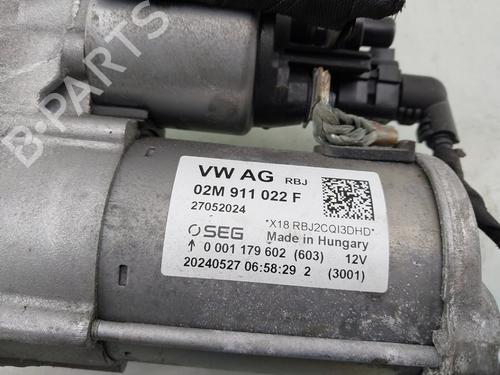 B-PARTS
VW AG RBJ
02M 911 022 F
27052024
*X18 RBJ2CQI3DHD*
SEG Made in Hungary
↑ 0 001 179 602 (603) 12V
20240527 06:58:29 2 (3001)